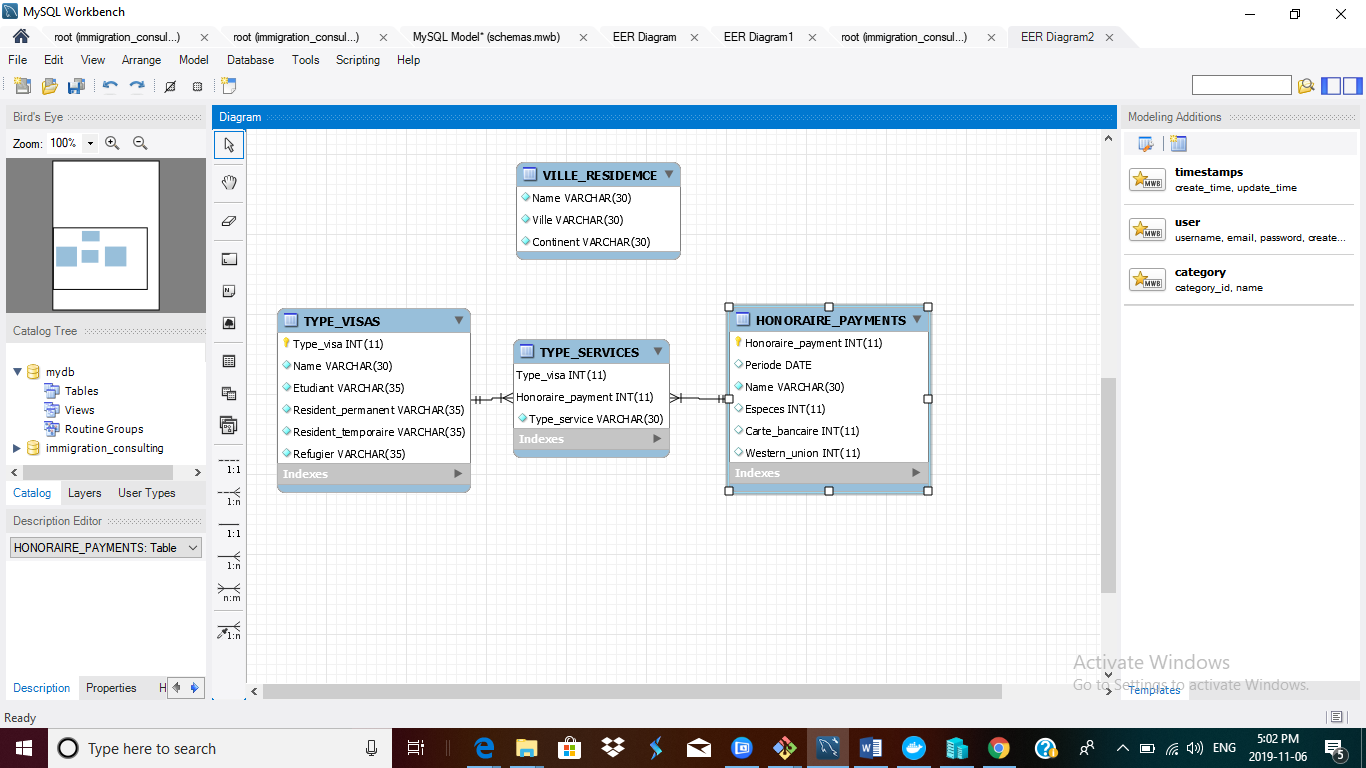 MySQL Workbench
root (immigration_consul...)
root (immigration_consul...)
MySQL Model* (schemas.mwb)
EER Diagram
EER Diagram1
root (immigration_consul...)
EER Diagram2
File Edit View Arrange Model Database Tools Scripting Help
Bird's Eye
Zoom: 100%
Catalog Tree
mydb
Tables
Views
Routine Groups
immigration_consulting
Catalog Layers User Types
Description Editor
HONORAIRE_PAYMENTS: Table
Description Properties H
Diagram
1:1
1:n
1:1
1:n
n:m
1:n
VILLE_RESIDEMCE
Name VARCHAR(30)
Ville VARCHAR(30)
Continent VARCHAR(30)
TYPE_VISAS
Type_visa INT(11)
Name VARCHAR(30)
Etudiant VARCHAR(35)
Resident_permanent VARCHAR(35)
Resident_temporaire VARCHAR(35)
Refugier VARCHAR(35)
Indexes
TYPE_SERVICES
Type_visa INT(11)
Honoraire_payment INT(11)
Type_service VARCHAR(30)
Indexes
HONORAIRE_PAYMENTS
Honoraire_payment INT(11)
Periode DATE
Name VARCHAR(30)
Especes INT(11)
Carte_bancaire INT(11)
Western_union INT(11)
Indexes
Modeling Additions
MWB
timestamps
create_time, update_time
MWB
user
username, email, password, create...
MWB
category
category_id, name
Activate Windows
Go to Settings to activate Windows.
Templates
Ready
Type here to search
ENG
5:02 PM
2019-11-06
5